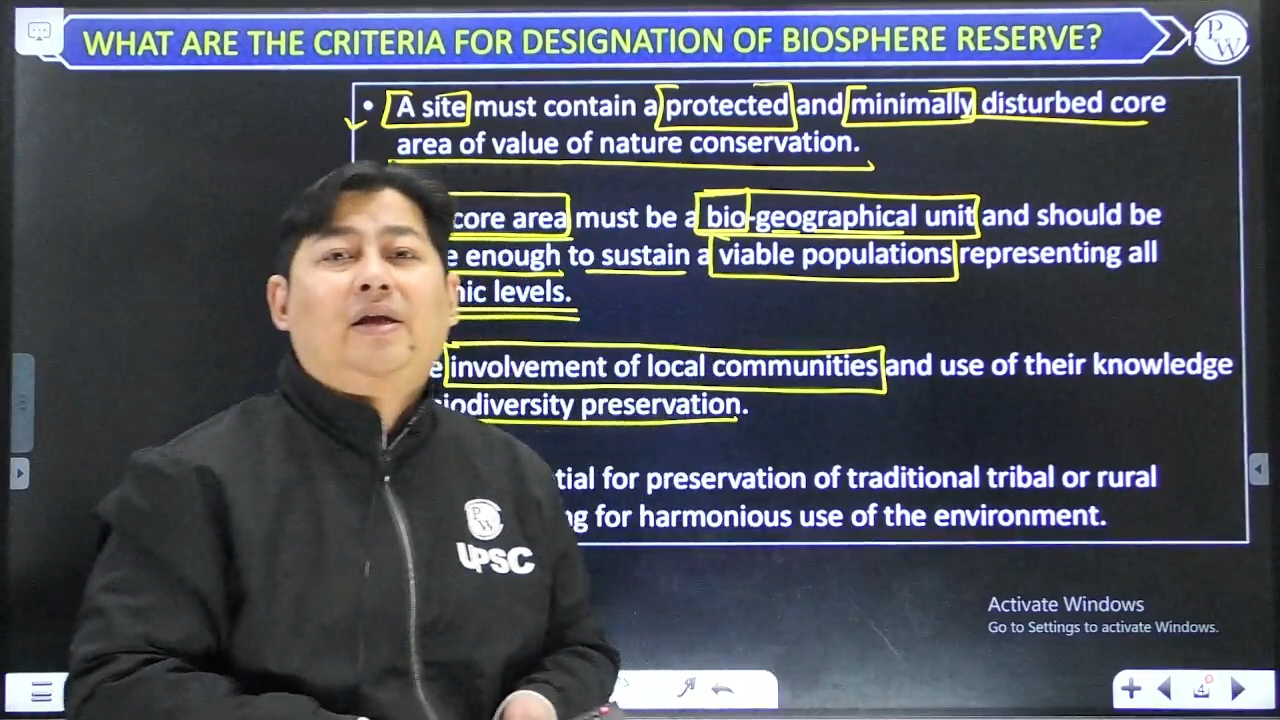 WHAT ARE THE CRITERIA FOR DESIGNATION OF BIOSPHERE RESERVE?
PW
• A site must contain a protected and minimally disturbed core
area of value of nature conservation.
core area must be a bio-geographical unit and should be
enough to sustain a viable populations representing all
levels.
involvement of local communities and use of their knowledge
preservation.
for preservation of traditional tribal or rural
for harmonious use of the environment.
PW
UPSC
Activate Windows
Go to Settings to activate Windows.
4